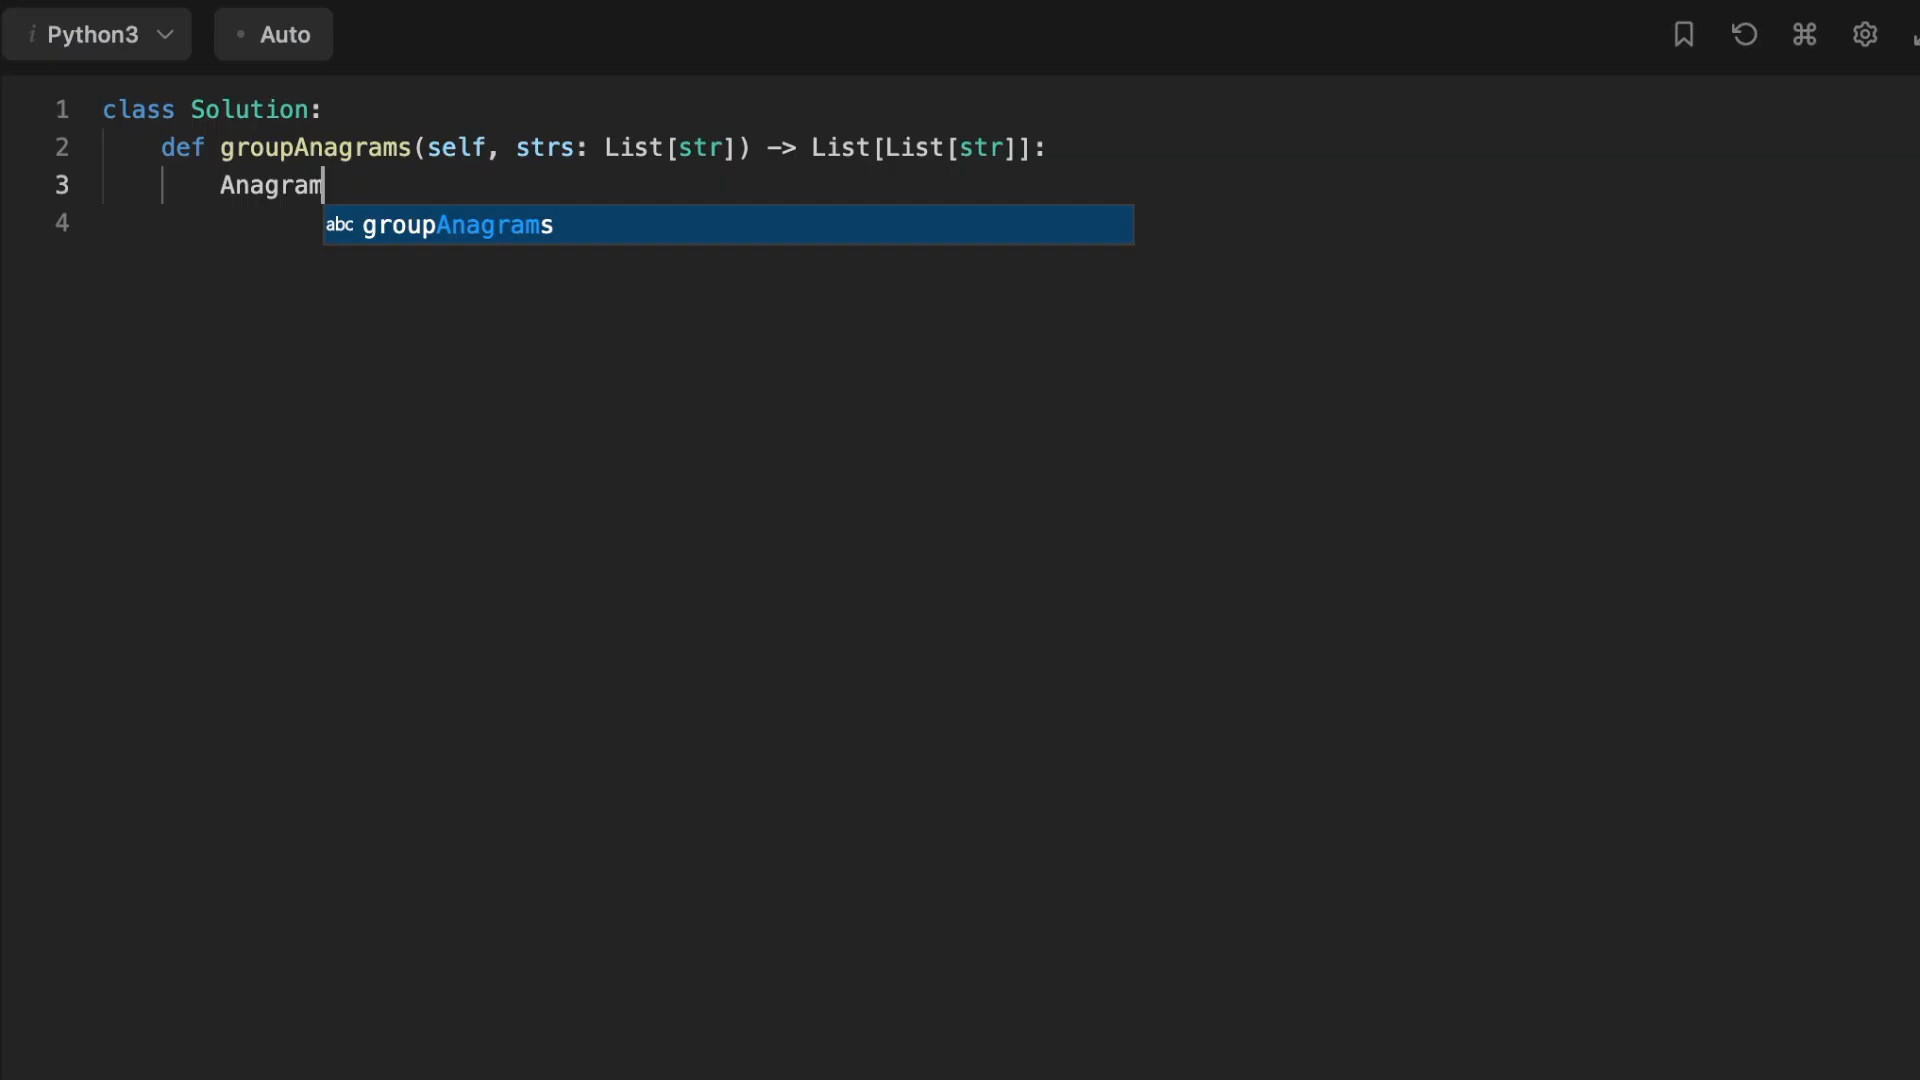 i Python3 Auto
1 class Solution:
2 def groupAnagrams(self, strs: List[str]) -> List[List[str]]:
3 Anagram
abc groupAnagrams
4